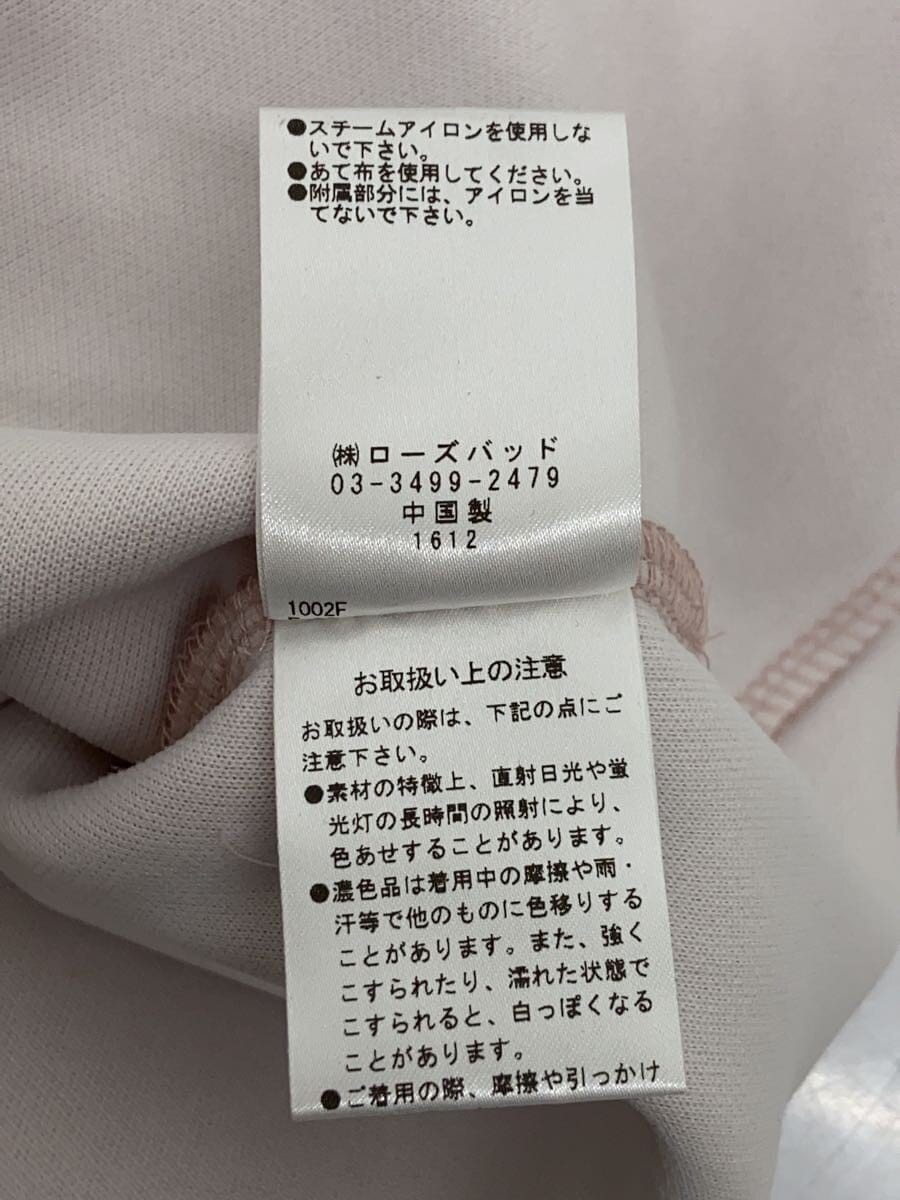 ●スチームアイロンを使用しな
いで下さい。
●あて布を使用してください。
●附属部分には、アイロンを当
てないで下さい。
㈱ローズバッド
03-3499-2479
中国製
1612
1002F
お取扱い上の注意
お取扱いの際は、下記の点にご
注意下さい。
●素材の特徴上、直射日光や蛍
光灯の長時間の照射により、
色あせすることがあります。
●濃色品は着用中の摩擦や雨・
汗等で他のものに色移りする
ことがあります。また、強く
こすられたり、濡れた状態で
こすられると、白っぽくなる
ことがあります。
●ご着用の際、摩擦や引っかけ